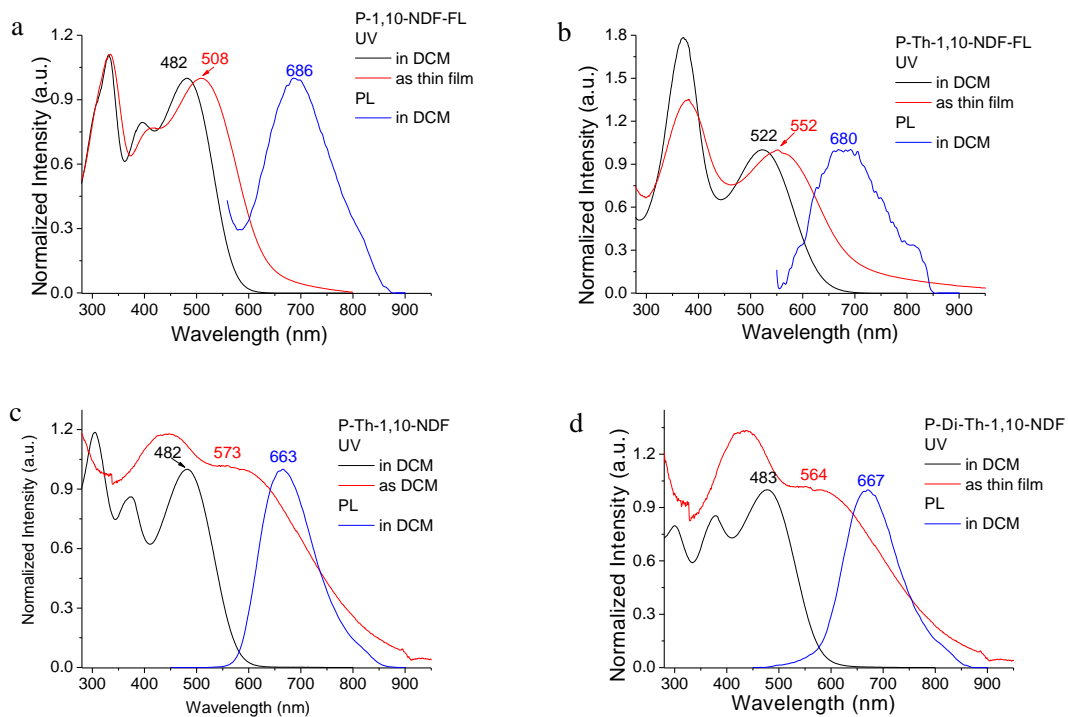 a
P-1,10-NDF-FL
UV
in DCM
as thin film
PL
in DCM
482
508
686
1.2
0.9
0.6
0.3
0.0
Normalized Intensity (a.u.)
300 400 500 600 700 800 900
Wavelength (nm)
b
P-Th-1,10-NDF-FL
UV
in DCM
as thin film
PL
in DCM
522
552
680
1.8
1.5
1.2
0.9
0.6
0.3
0.0
Normalized Intensity (a.u.)
300 400 500 600 700 800 900
Wavelength (nm)
c
P-Th-1,10-NDF
UV
in DCM
as DCM
PL
in DCM
482
573
663
1.2
0.9
0.6
0.3
0.0
Normalized Intensity (a.u.)
300 400 500 600 700 800 900
Wavelength (nm)
d
P-Di-Th-1,10-NDF
UV
in DCM
as thin film
PL
in DCM
483
564
667
1.2
0.9
0.6
0.3
0.0
Normalized Intensity (a.u.)
300 400 500 600 700 800 900
Wavelength (nm)